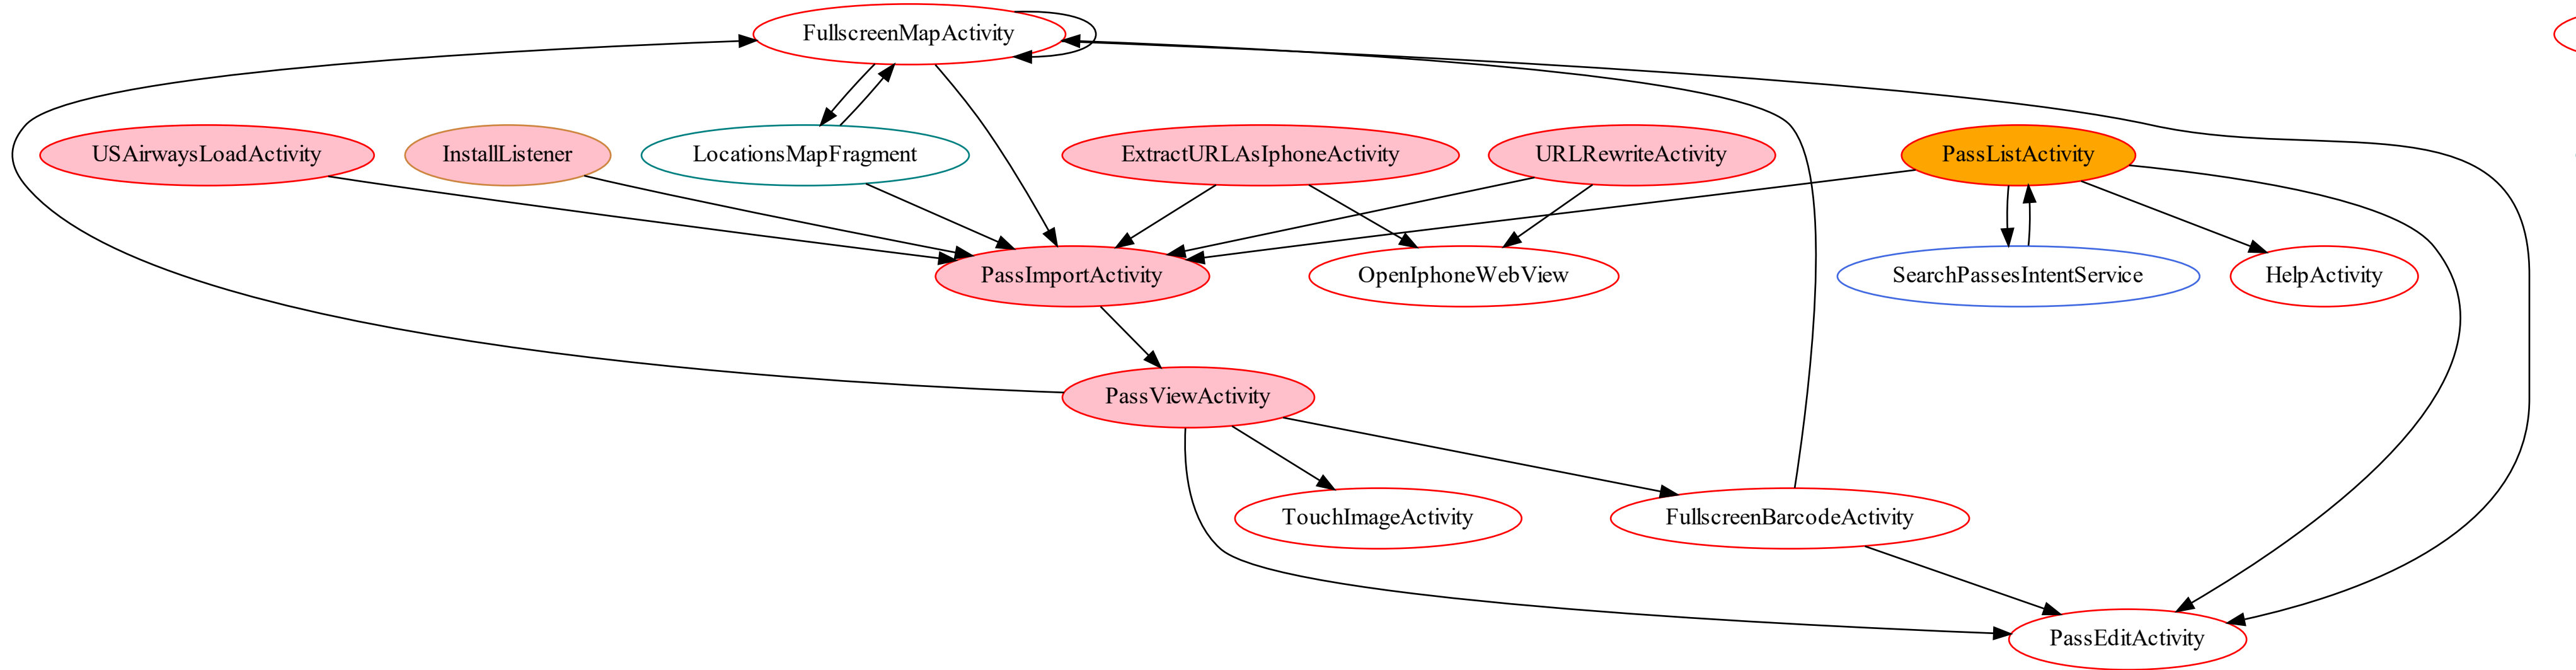 FullscreenMapActivity
USAirwaysLoadActivity
InstallListener
LocationsMapFragment
ExtractURLAsIphoneActivity
URLRewriteActivity
PassListActivity
PassImportActivity
OpenIphoneWebView
SearchPassesIntentService
HelpActivity
PassViewActivity
TouchImageActivity
FullscreenBarcodeActivity
PassEditActivity